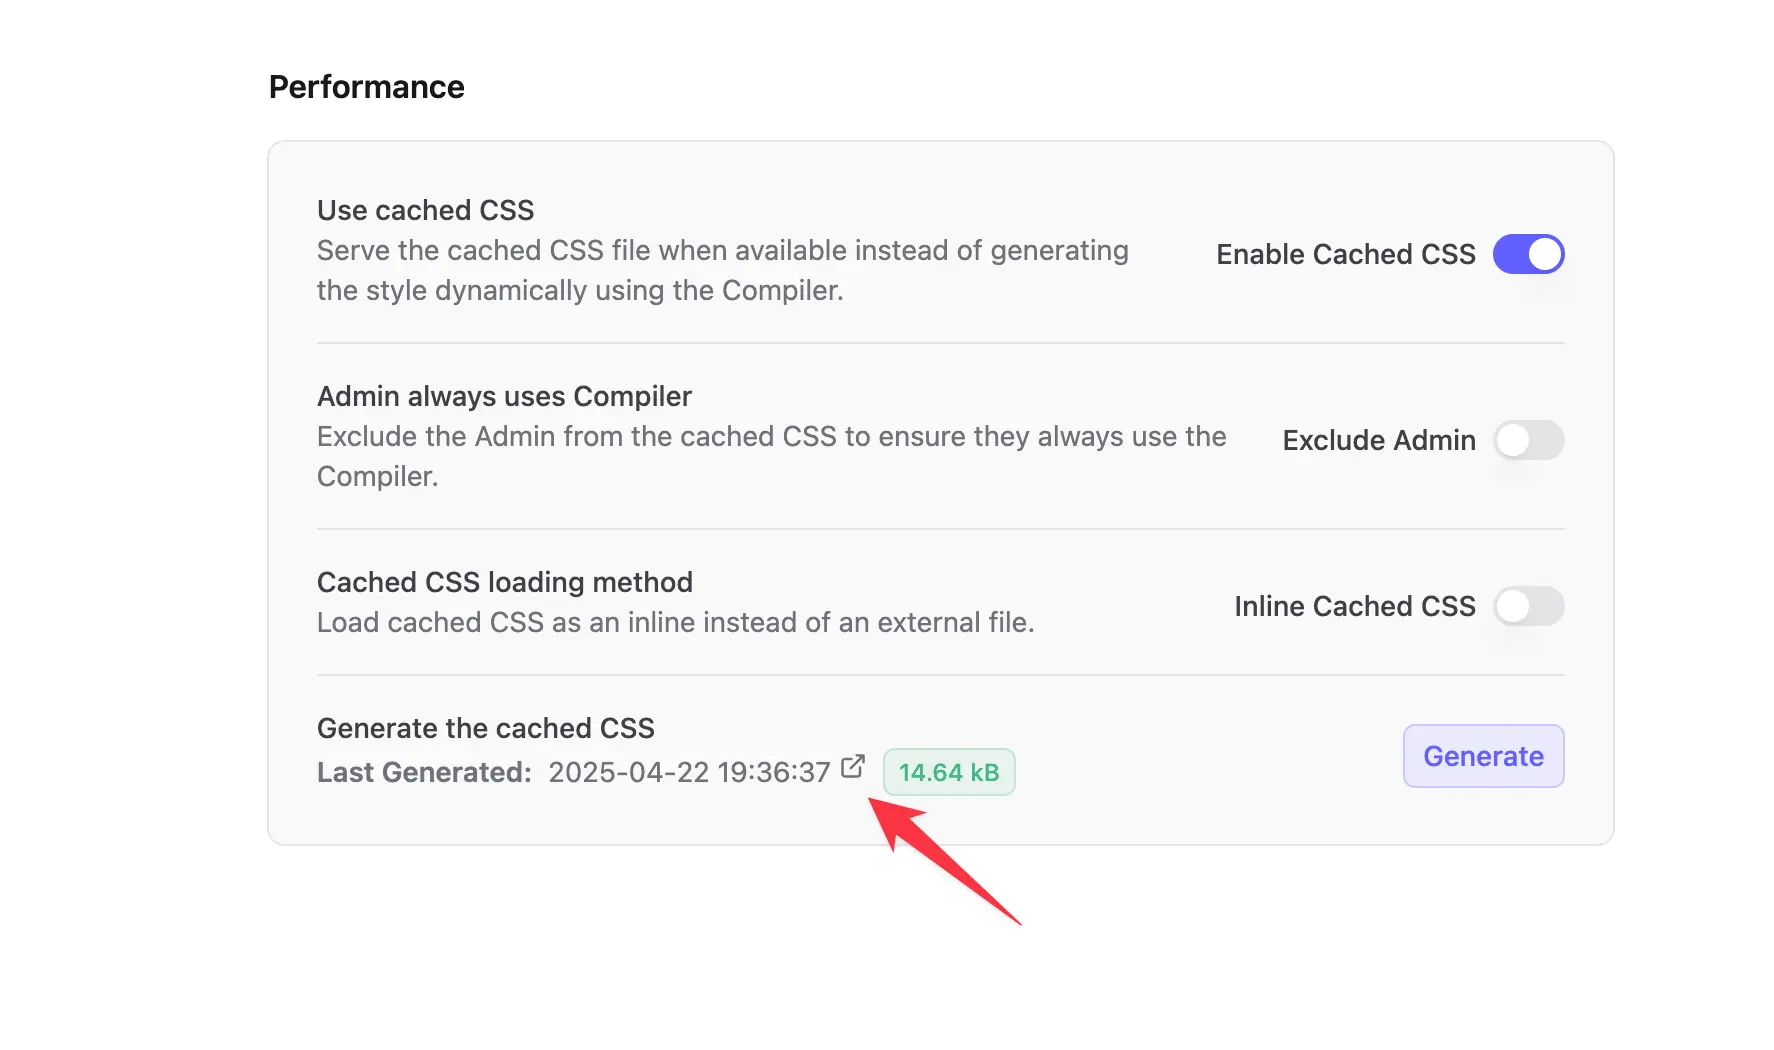 Performance
Use cached CSS
Serve the cached CSS file when available instead of generating
the style dynamically using the Compiler.
Enable Cached CSS
Admin always uses Compiler
Exclude the Admin from the cached CSS to ensure they always use the
Compiler.
Exclude Admin
Cached CSS loading method
Load cached CSS as an inline instead of an external file.
Inline Cached CSS
Generate the cached CSS
Last Generated: 2025-04-22 19:36:37 14.64 kB
Generate